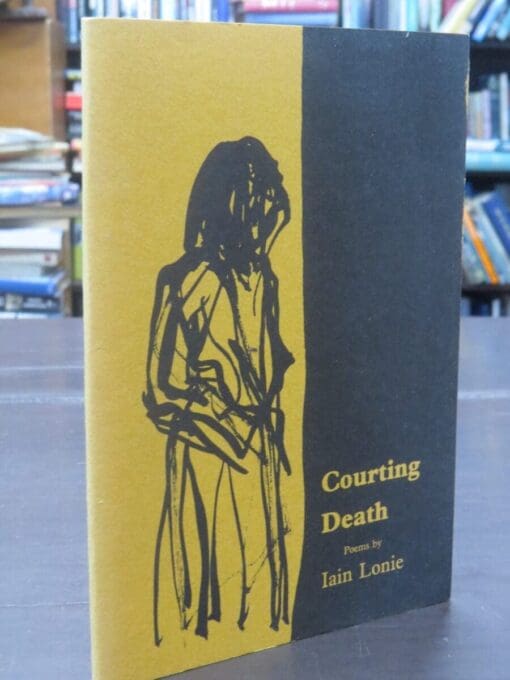 Courting
Death
Poems by
Iain Lonie